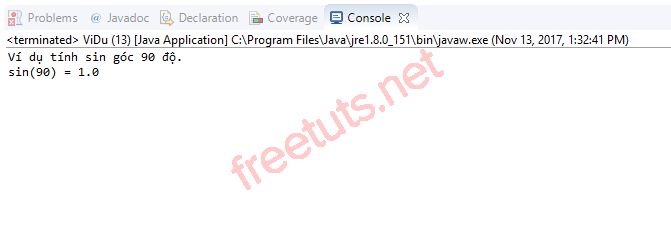 Problems @ Javadoc Declaration Coverage Console
<terminated> ViDu (13) [Java Application] C:\Program Files\Java\jre1.8.0_151\bin\javaw.exe (Nov 13, 2017, 1:32:41 PM)
Ví dụ tính sin góc 90 độ.
sin(90) = 1.0
freetuts.net